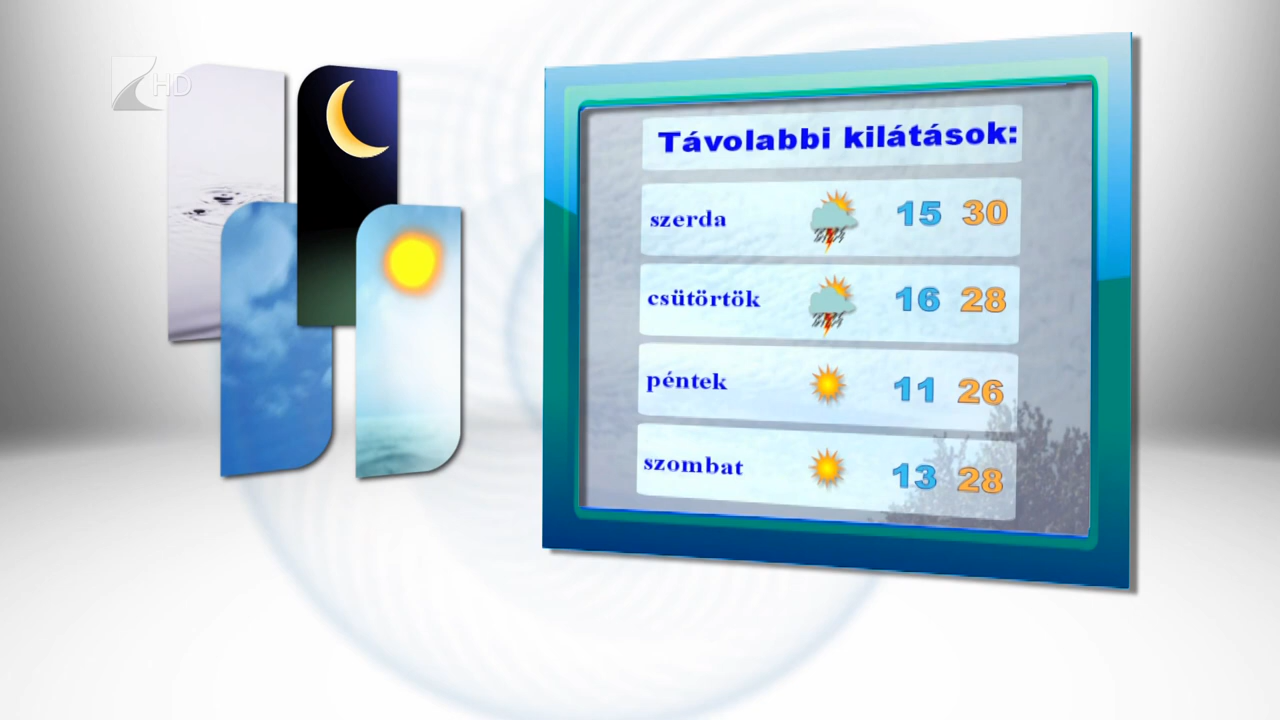 HD
Távolabbi kilátások:
szerda 15 30
csütörtök 16 28
péntek 11 26
szombat 13 28